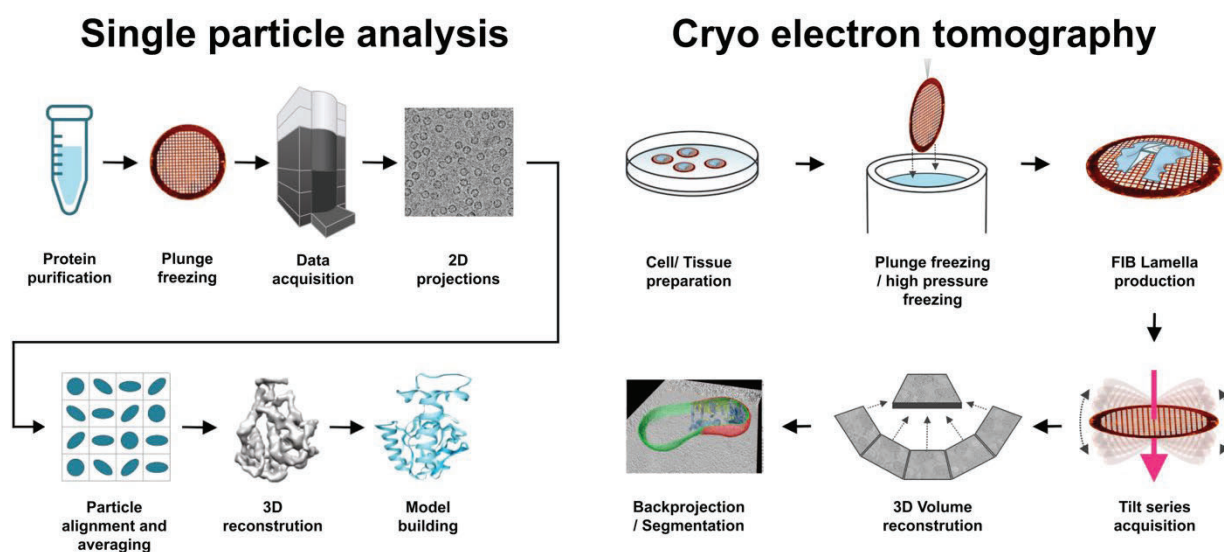 Single particle analysis
Protein
purification
Plunge
freezing
Data
acquisition
2D
projections
Particle
alignment and
averaging
3D
reconstrution
Model
building
Cryo electron tomography
Cell/ Tissue
preparation
Plunge freezing
/ high pressure
freezing
FIB Lamella
production
Backprojection
/ Segmentation
3D Volume
reconstrution
Tilt series
acquisition